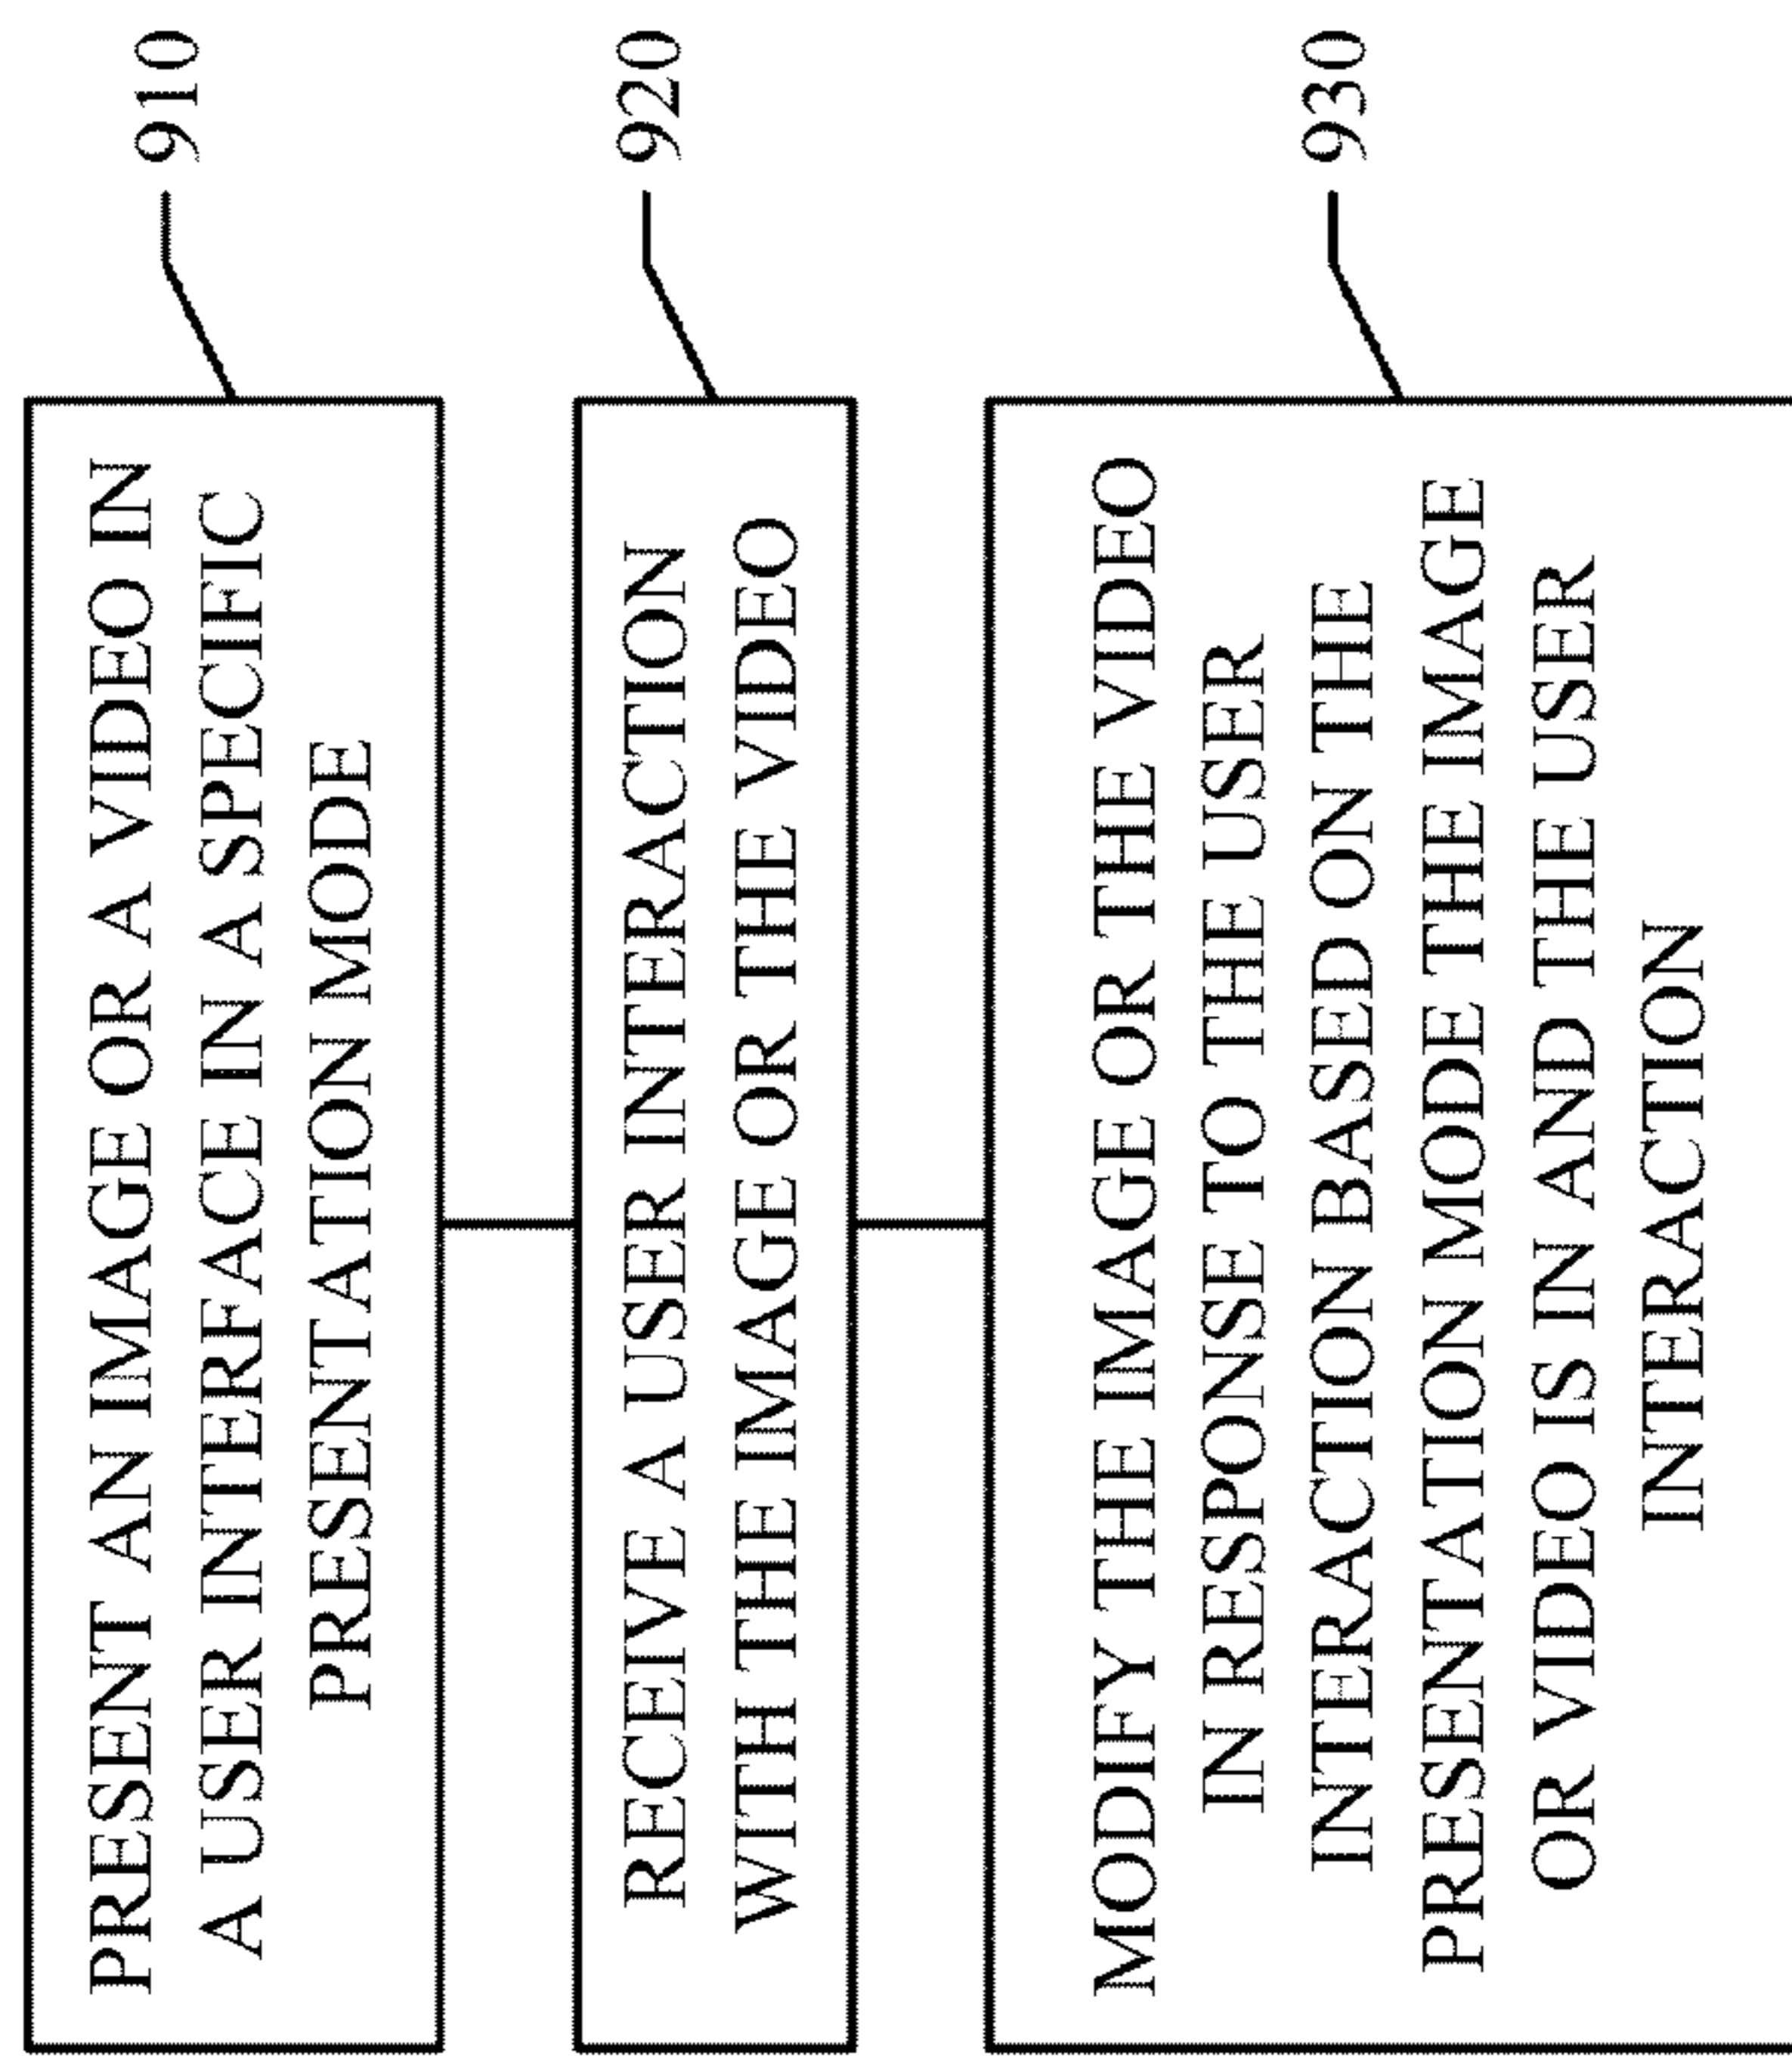 PRESENT AN IMAGE OR A VIDEO IN
A USER INTERFACE IN A SPECIFIC
PRESENTATION MODE
910
RECEIVE A USER INTERACTION
WITH THE IMAGE OR THE VIDEO
920
MODIFY THE IMAGE OR THE VIDEO
IN RESPONSE TO THE USER
INTERACTION BASED ON THE
PRESENTATION MODE THE IMAGE
OR VIDEO IS IN AND THE USER
INTERACTION
930